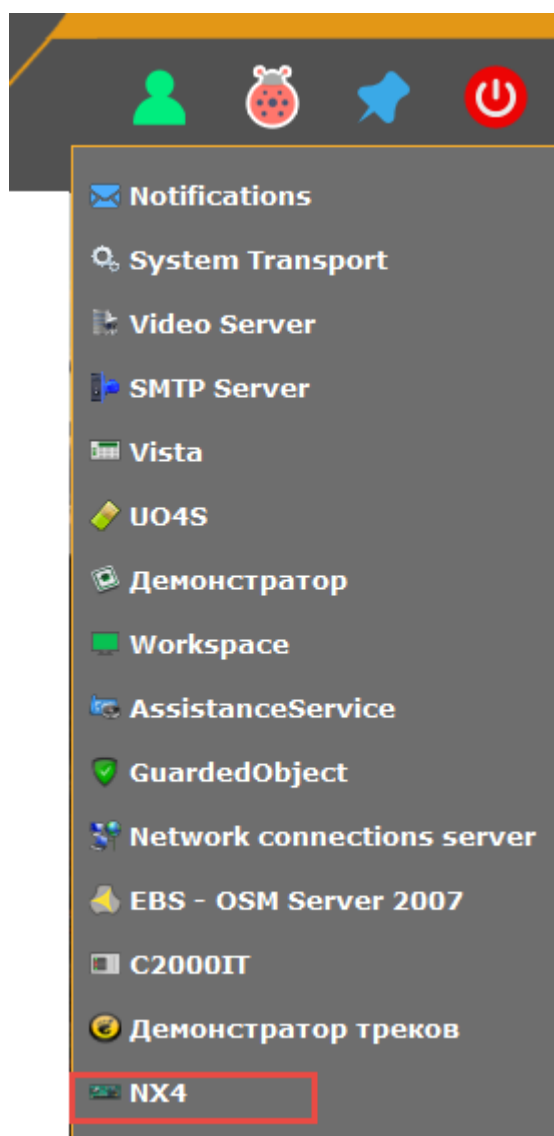 Notifications
System Transport
Video Server
SMTP Server
Vista
UO4S
Демонстратор
Workspace
AssistanceService
GuardedObject
Network connections server
EBS - OSM Server 2007
C2000IT
Демонстратор треков
NX4